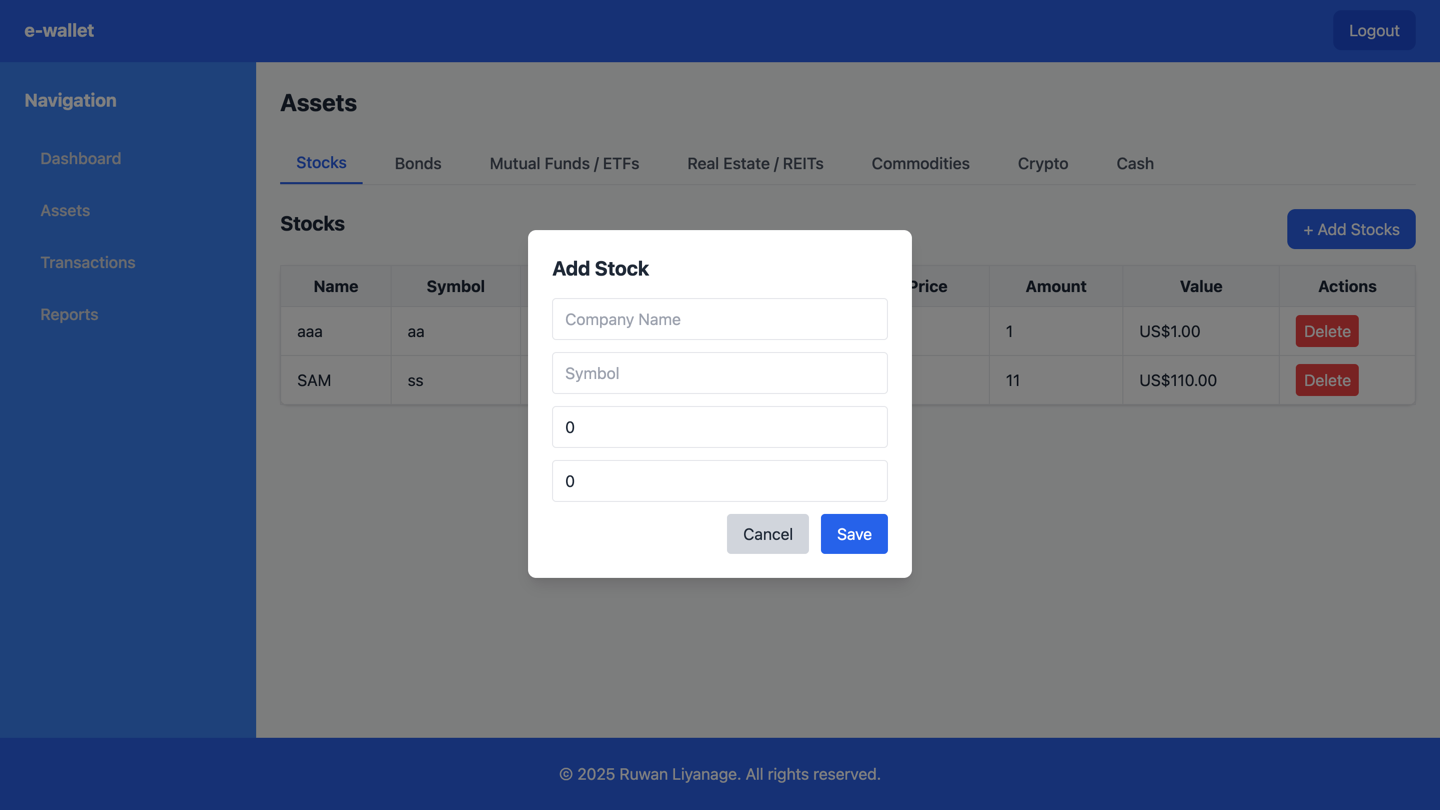 e-wallet
Logout
Navigation
Dashboard
Assets
Transactions
Reports
Assets
Stocks Bonds Mutual Funds / ETFs Real Estate / REITs Commodities Crypto Cash
Stocks
+ Add Stocks
Name Symbol Price Amount Value Actions
aaa aa 1 US$1.00 Delete
SAM ss 11 US$110.00 Delete
Add Stock
Company Name
Symbol
0
0
Cancel Save
© 2025 Ruwan Liyanage. All rights reserved.